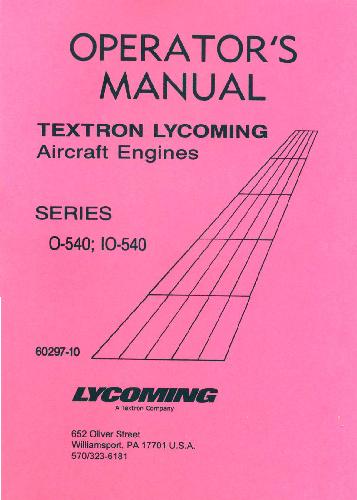 OPERATOR'S
MANUAL
TEXTRON LYCOMING
Aircraft Engines
SERIES
O-540; IO-540
60297-10
LYCOMING
A Textron Company
652 Oliver Street
Williamsport, PA 17701 U.S.A.
570/323-6181